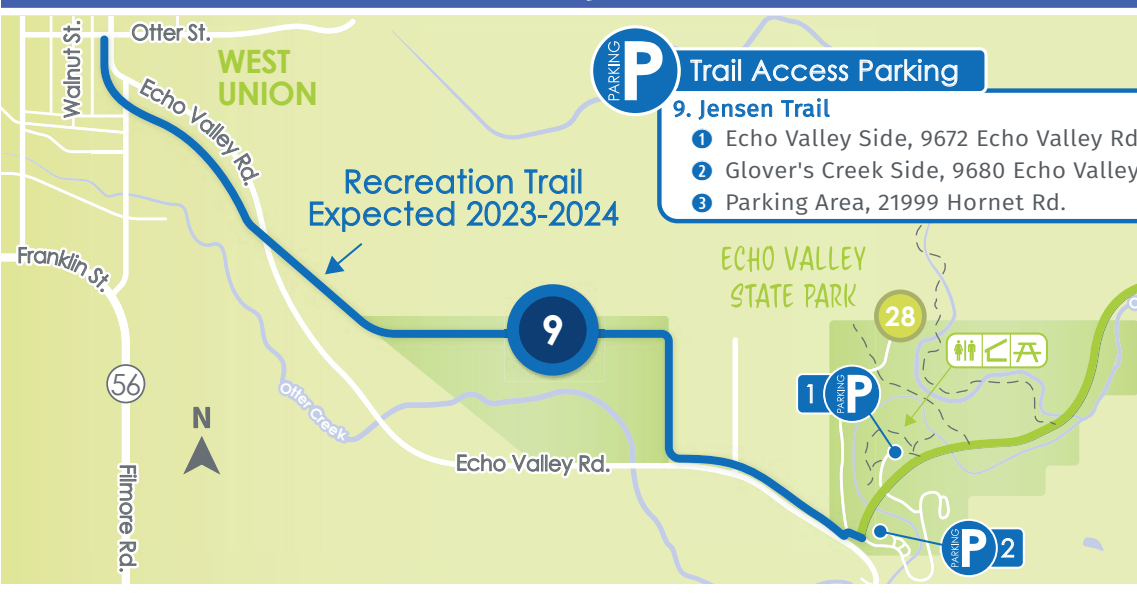 Otter St.
Walnut St.
WEST
UNION
Echo Valley Rd.
PARKING
P
Trail Access Parking
9. Jensen Trail
1 Echo Valley Side, 9672 Echo Valley Rd
2 Glover's Creek Side, 9680 Echo Valley
3 Parking Area, 21999 Hornet Rd.
Recreation Trail
Expected 2023-2024
Franklin St.
ECHO VALLEY
STATE PARK
28
9
56
1
PARKING
P
Otter Creek
N
Echo Valley Rd.
Filmore Rd.
PARKING
P
2